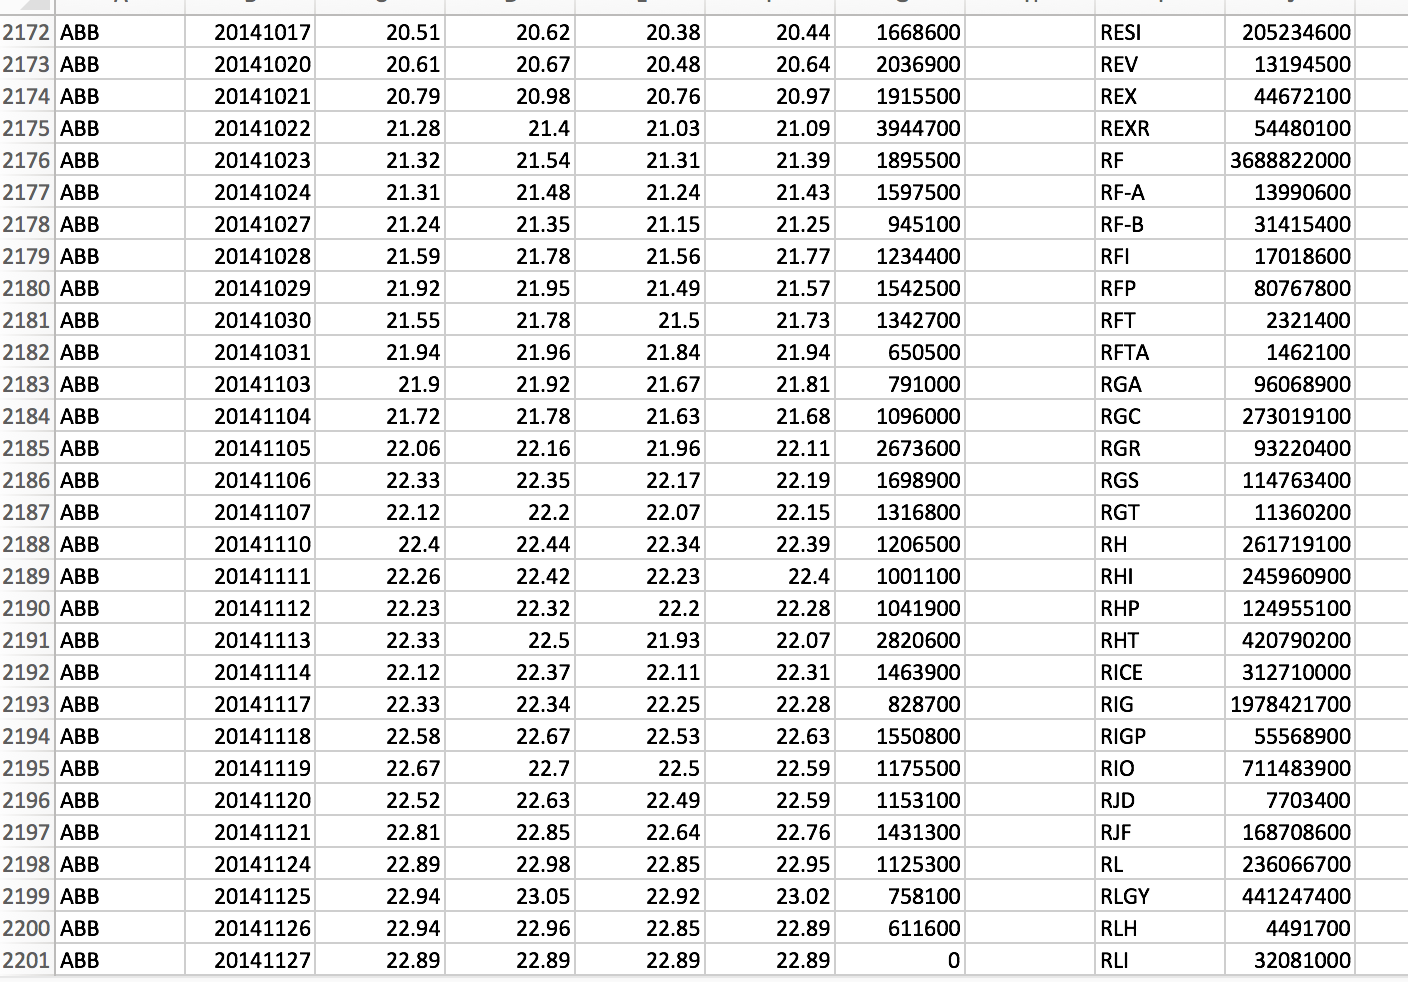 2172 ABB 20141017 20.51 20.62 20.38 20.44 1668600 RESI 205234600
2173 ABB 20141020 20.61 20.67 20.48 20.64 2036900 REV 13194500
2174 ABB 20141021 20.79 20.98 20.76 20.97 1915500 REX 44672100
2175 ABB 20141022 21.28 21.4 21.03 21.09 3944700 REXR 54480100
2176 ABB 20141023 21.32 21.54 21.31 21.39 1895500 RF 3688822000
2177 ABB 20141024 21.31 21.48 21.24 21.43 1597500 RF-A 13990600
2178 ABB 20141027 21.24 21.35 21.15 21.25 945100 RF-B 31415400
2179 ABB 20141028 21.59 21.78 21.56 21.77 1234400 RFI 17018600
2180 ABB 20141029 21.92 21.95 21.49 21.57 1542500 RFP 80767800
2181 ABB 20141030 21.55 21.78 21.5 21.73 1342700 RFT 2321400
2182 ABB 20141031 21.94 21.96 21.84 21.94 650500 RFTA 1462100
2183 ABB 20141103 21.9 21.92 21.67 21.81 791000 RGA 96068900
2184 ABB 20141104 21.72 21.78 21.63 21.68 1096000 RGC 273019100
2185 ABB 20141105 22.06 22.16 21.96 22.11 2673600 RGR 93220400
2186 ABB 20141106 22.33 22.35 22.17 22.19 1698900 RGS 114763400
2187 ABB 20141107 22.12 22.2 22.07 22.15 1316800 RGT 11360200
2188 ABB 20141110 22.4 22.44 22.34 22.39 1206500 RH 261719100
2189 ABB 20141111 22.26 22.42 22.23 22.4 1001100 RHI 245960900
2190 ABB 20141112 22.23 22.32 22.2 22.28 1041900 RHP 124955100
2191 ABB 20141113 22.33 22.5 21.93 22.07 2820600 RHT 420790200
2192 ABB 20141114 22.12 22.37 22.11 22.31 1463900 RICE 312710000
2193 ABB 20141117 22.33 22.34 22.25 22.28 828700 RIG 1978421700
2194 ABB 20141118 22.58 22.67 22.53 22.63 1550800 RIGP 55568900
2195 ABB 20141119 22.67 22.7 22.5 22.59 1175500 RIO 711483900
2196 ABB 20141120 22.52 22.63 22.49 22.59 1153100 RJD 7703400
2197 ABB 20141121 22.81 22.85 22.64 22.76 1431300 RJF 168708600
2198 ABB 20141124 22.89 22.98 22.85 22.95 1125300 RL 236066700
2199 ABB 20141125 22.94 23.05 22.92 23.02 758100 RLGY 441247400
2200 ABB 20141126 22.94 22.96 22.85 22.89 611600 RLH 4491700
2201 ABB 20141127 22.89 22.89 22.89 22.89 0 RLI 32081000